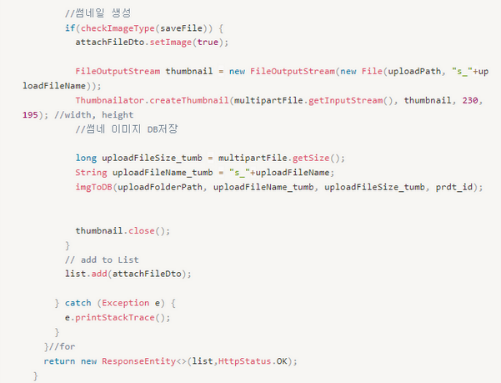 //썸네일 생성
if(checkImageType(saveFile)) {
attachFileDto.setImage(true);
FileOutputStream thumbnail = new FileOutputStream(new File(uploadPath, "s_"+up
loadFileName));
Thumbnailator.createThumbnail(multipartFile.getInputStream(), thumbnail, 230,
195); //width, height
//썸네 이미지 DB저장
long uploadFileSize_tumb = multipartFile.getSize();
String uploadFileName_tumb = "s_"+uploadFileName;
imgToDB(uploadFolderPath, uploadFileName_tumb, uploadFileSize_tumb, prdt_id);
thumbnail.close();
}
// add to List
list.add(attachFileDto);
} catch (Exception e) {
e.printStackTrace();
}
}//for
return new ResponseEntity<>(list,HttpStatus.OK);
}